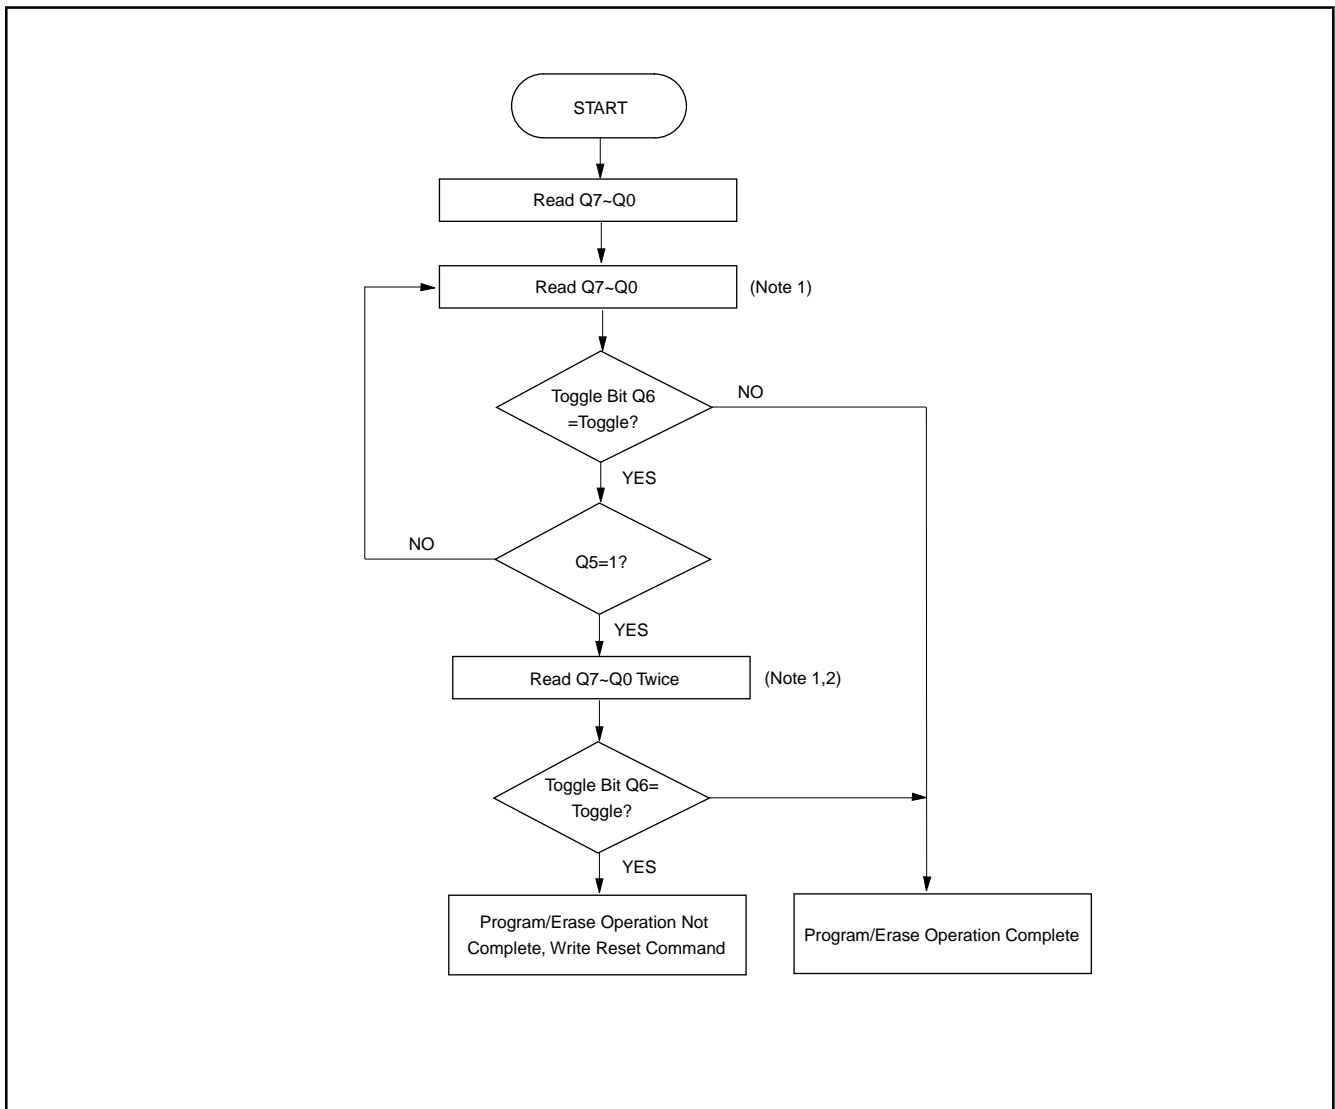 START
Read Q7~Q0
Read Q7~Q0
(Note 1)
Toggle Bit Q6
=Toggle?
NO
YES
NO
Q5=1?
YES
Read Q7~Q0 Twice
(Note 1,2)
Toggle Bit Q6=
Toggle?
YES
Program/Erase Operation Not
Complete, Write Reset Command
Program/Erase Operation Complete